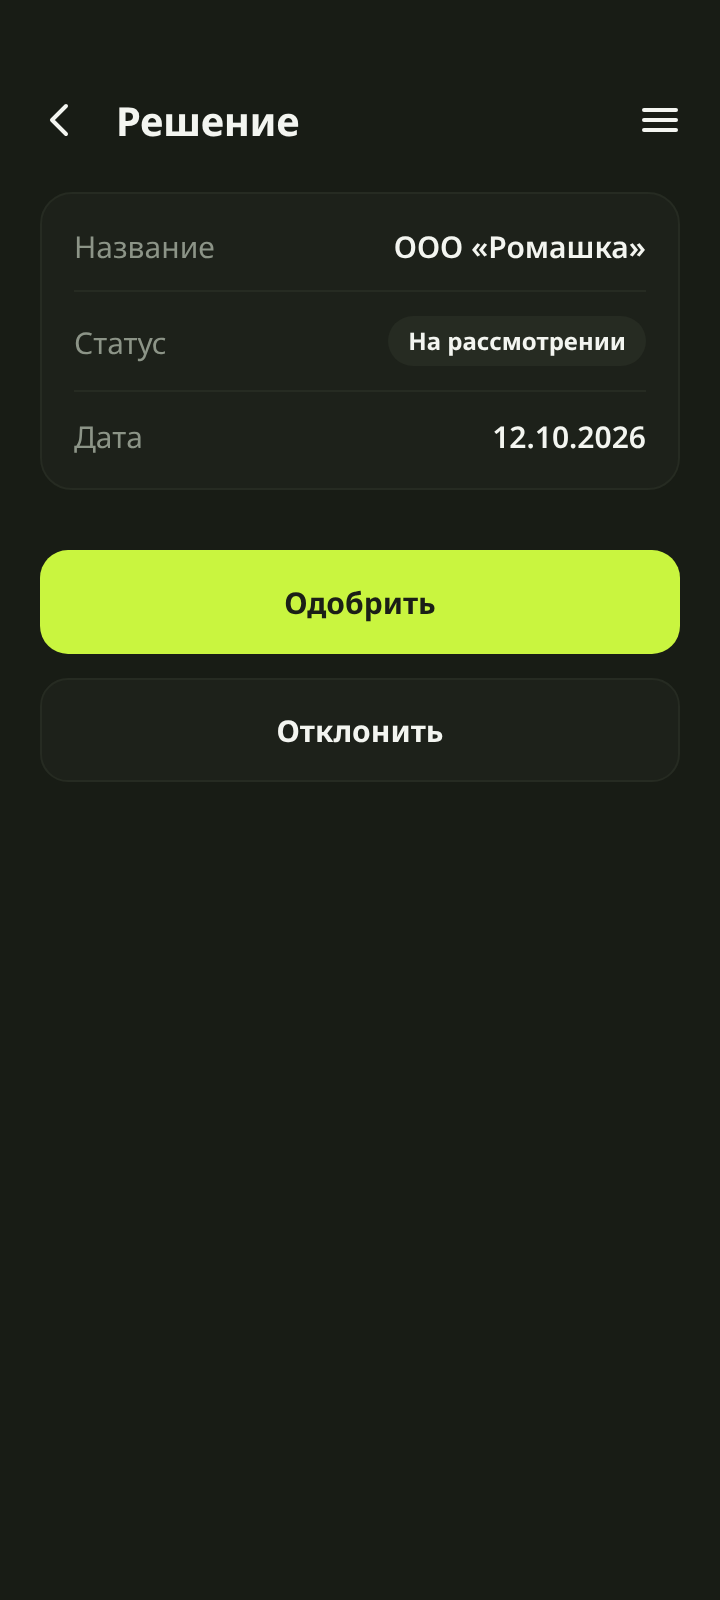 Решение
Название ООО «Ромашка»
Статус На рассмотрении
Дата 12.10.2026
Одобрить
Отклонить